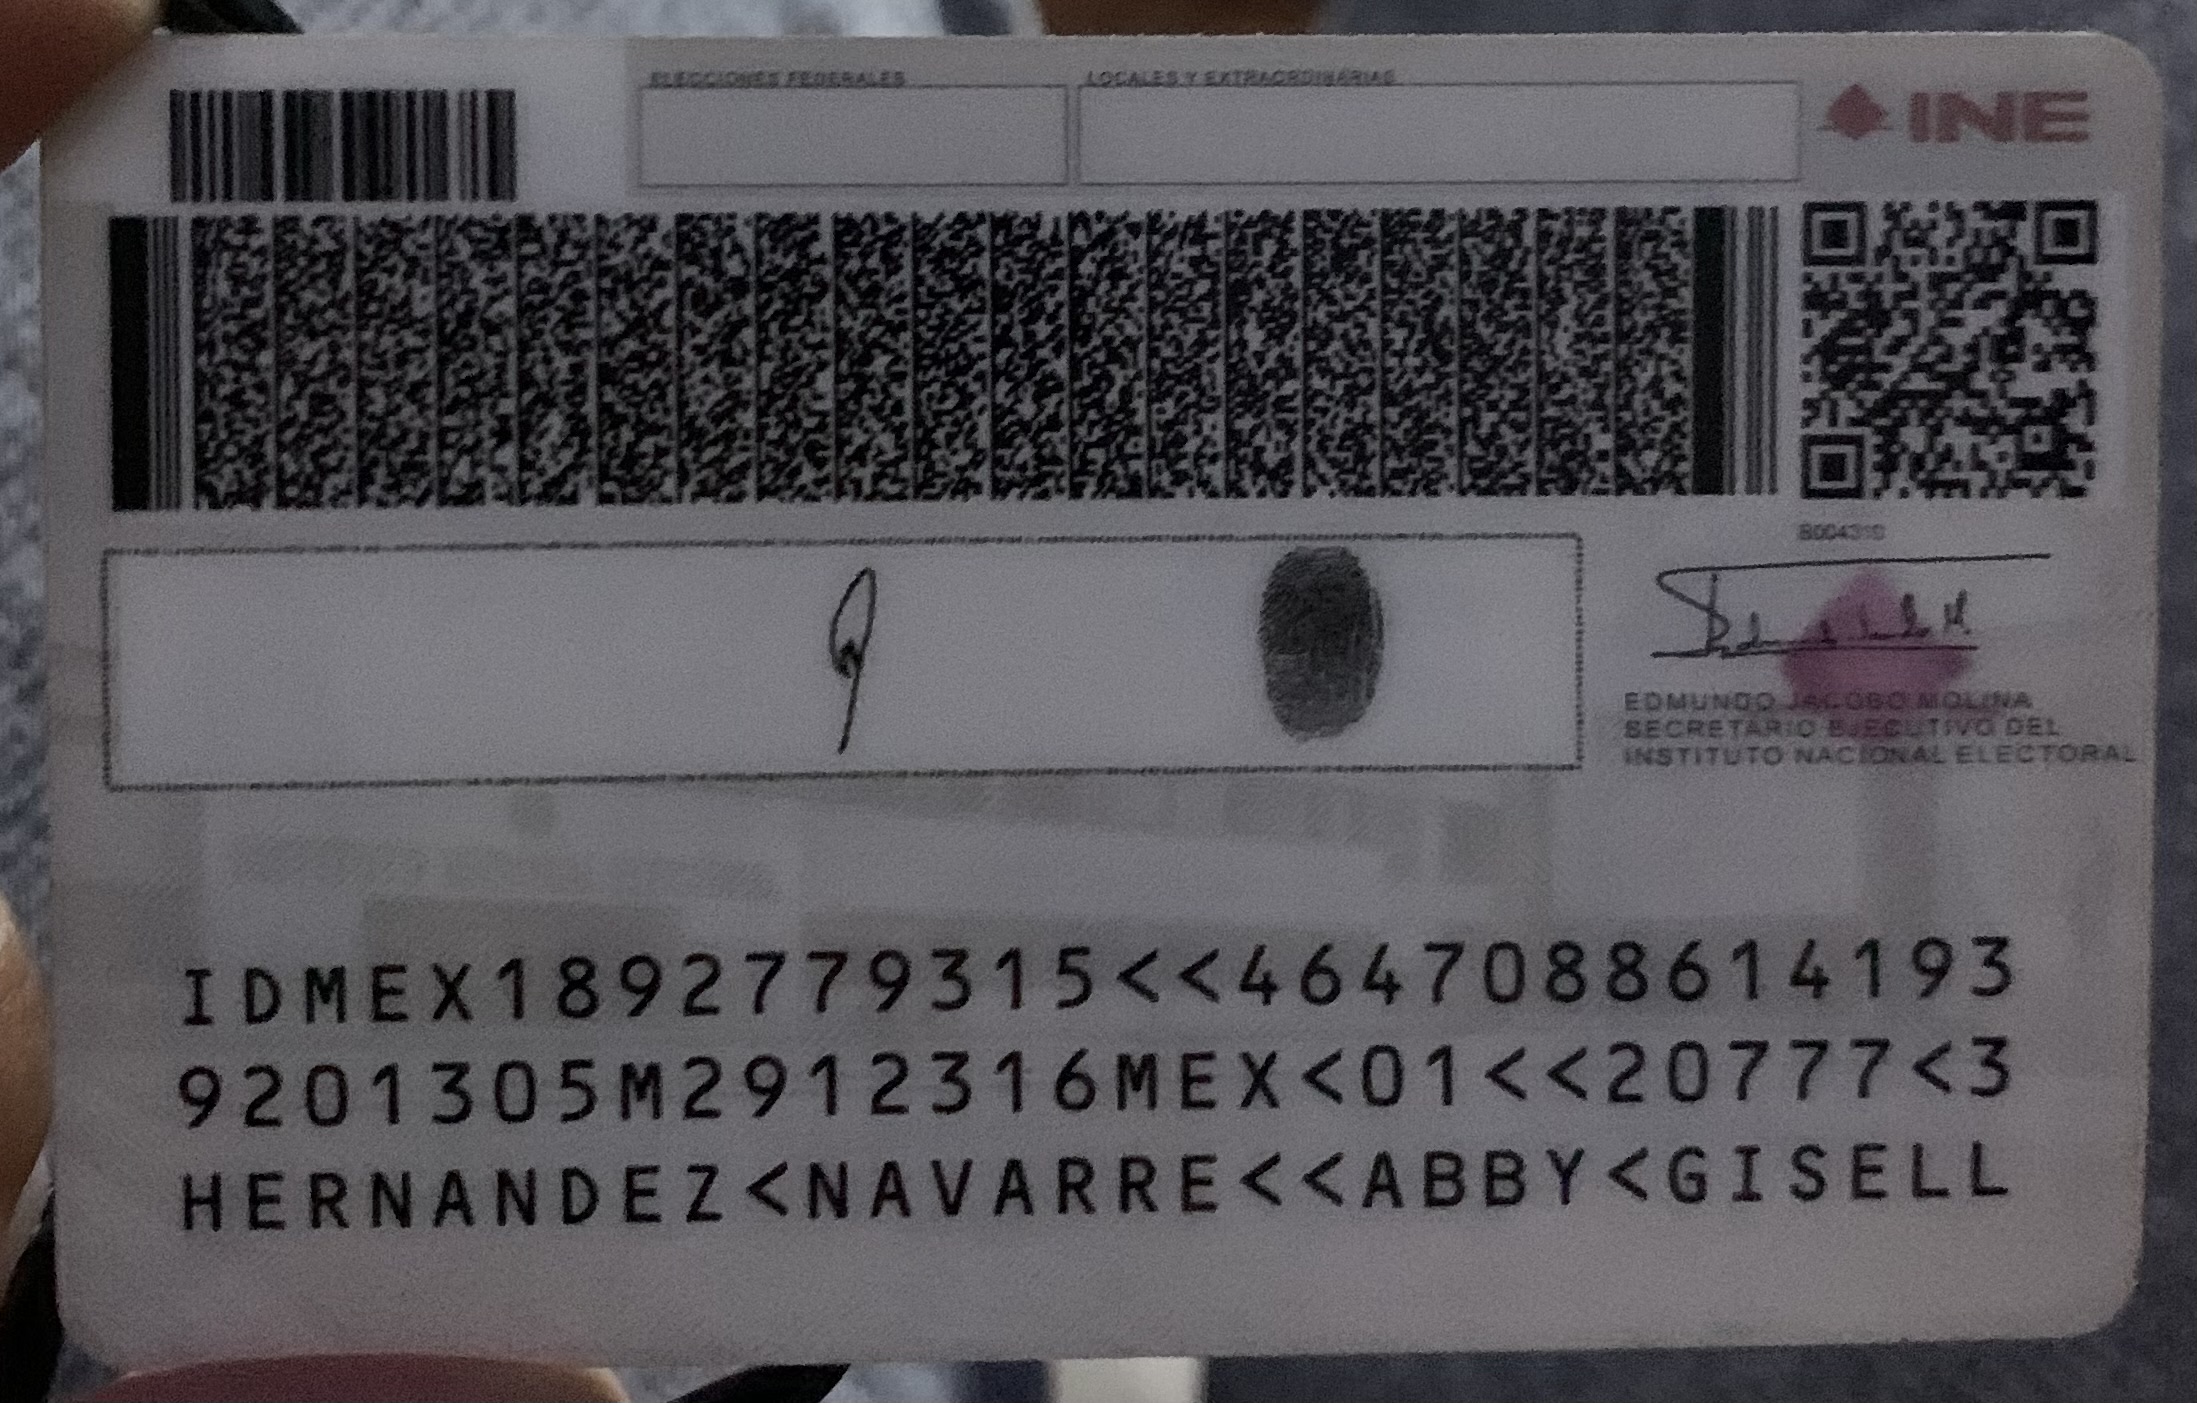 ELECCIONES FEDERALES
LOCALES Y EXTRAORDINARIAS
INE
EDMUNDO JACOBO MOLINA
SECRETARIO EJECUTIVO DEL
INSTITUTO NACIONAL ELECTORAL
IDMEX1892779315<<4647088614193
9201305M2912316MEX<01<<20777<3
HERNANDEZ<NAVARRE<<ABBY<GISELL